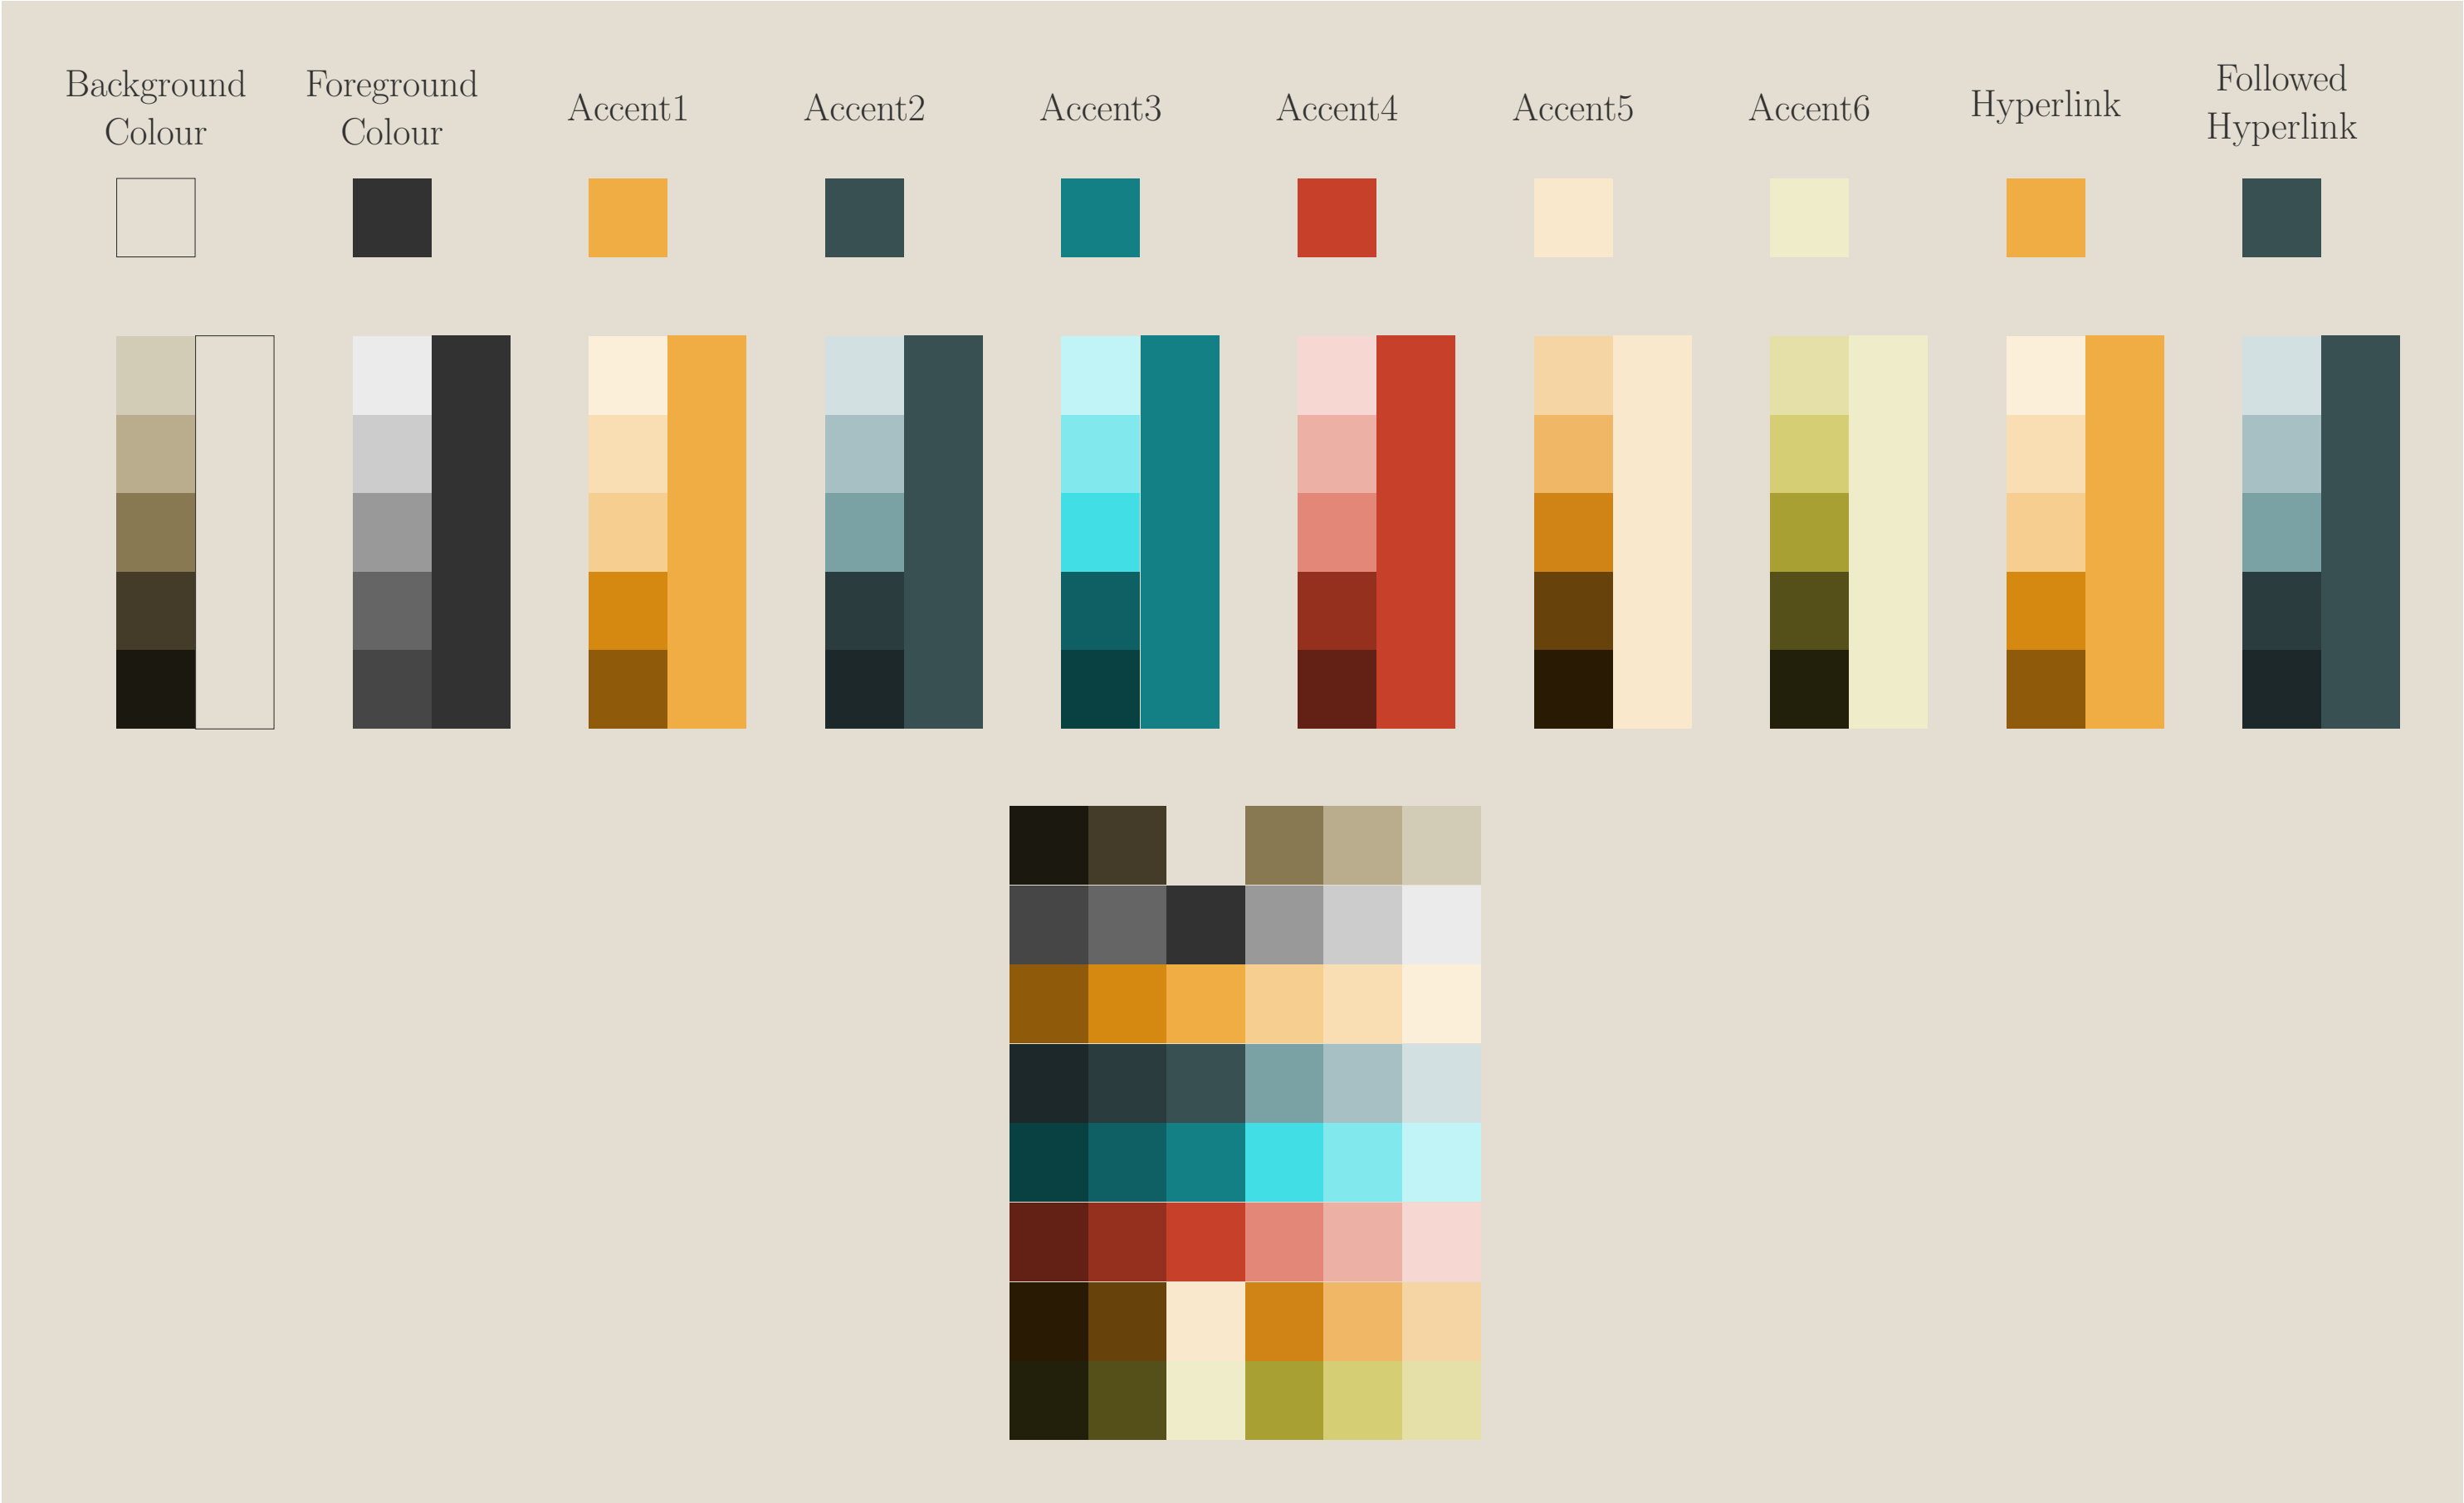 Background
Colour
Foreground
Colour
Accent1
Accent2
Accent3
Accent4
Accent5
Accent6
Hyperlink
Followed
Hyperlink